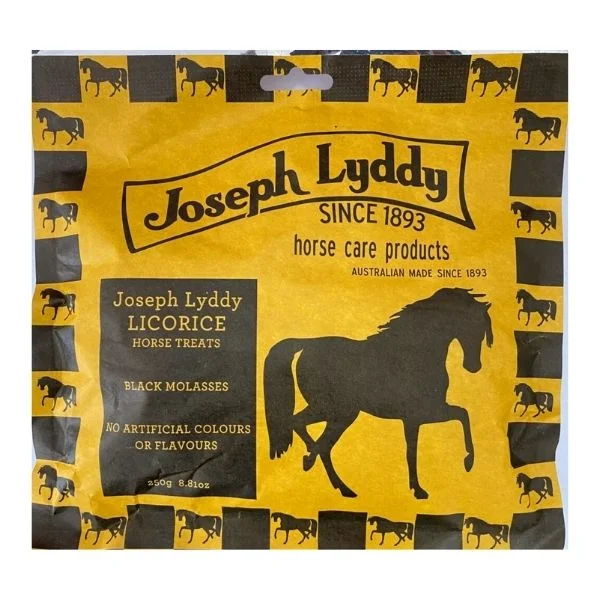 Joseph Lyddy
SINCE 1893
horse care products
AUSTRALIAN MADE SINCE 1893
Joseph Lyddy
LICORICE
HORSE TREATS
BLACK MOLASSES
NO ARTIFICIAL COLOURS
OR FLAVOURS
250g 8.81oz